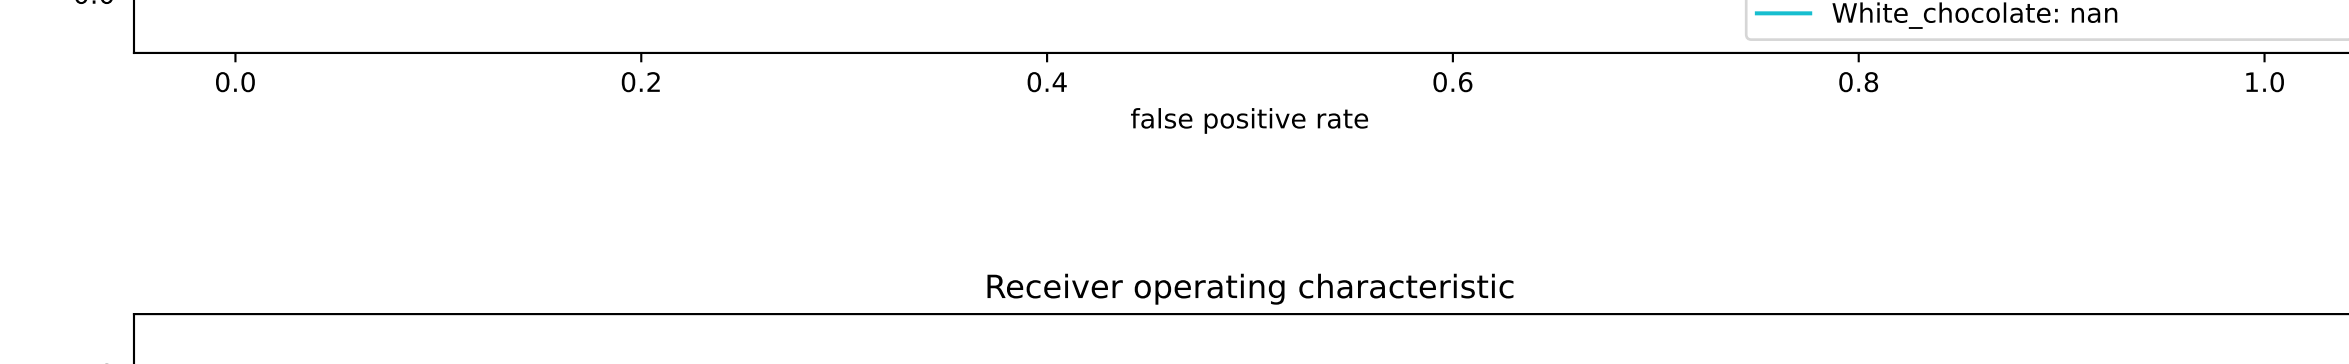 White_chocolate: nan
0.0 0.2 0.4 0.6 0.8 1.0
false positive rate
Receiver operating characteristic